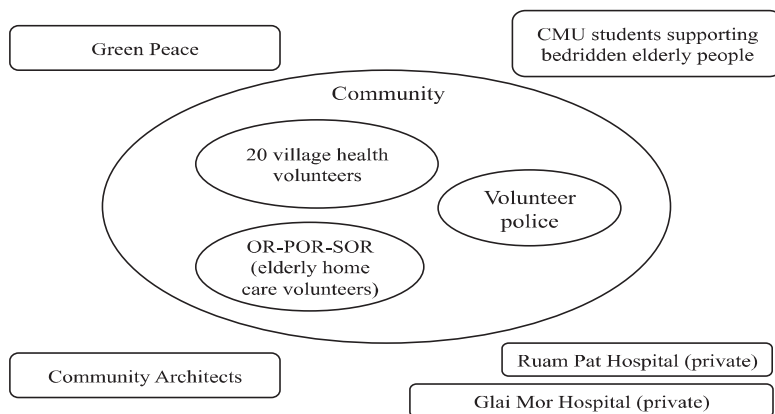 Green Peace
CMU students supporting
bedridden elderly people
Community
20 village health
volunteers
Volunteer
police
OR-POR-SOR
(elderly home
care volunteers)
Community Architects
Ruam Pat Hospital (private)
Glai Mor Hospital (private)